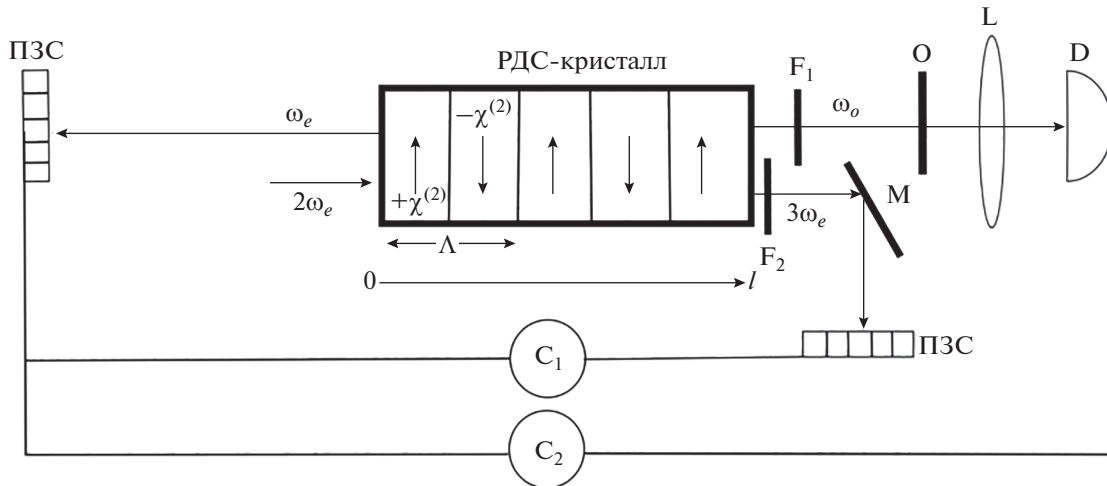 ПЗС
РДС-кристалл
F₁
O
L
D
ωₑ
−χ⁽²⁾
ωₒ
2ωₑ
+χ⁽²⁾
3ωₑ
M
Λ
F₂
0
l
C₁
ПЗС
C₂